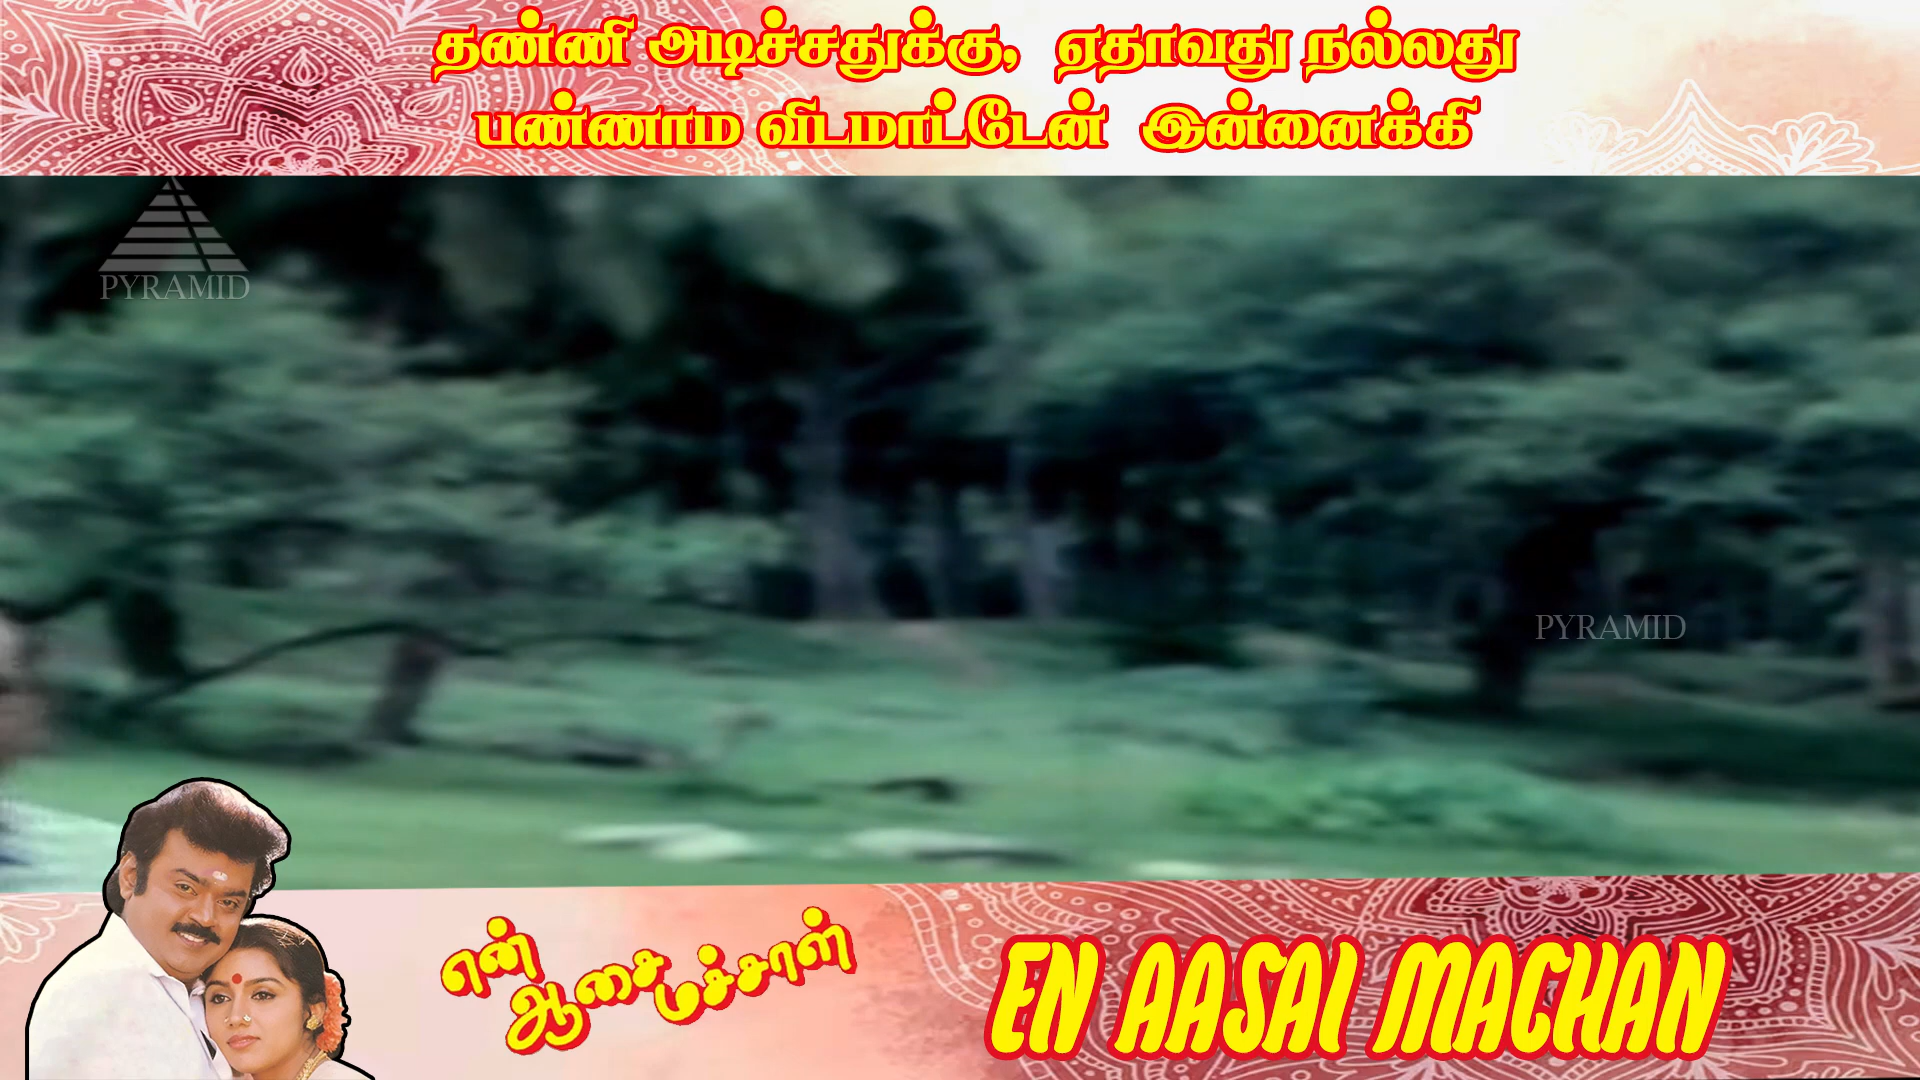 தண்ணி அடிச்சதுக்கு, ஏதாவது நல்லது
பண்ணாம விடமாட்டேன் இன்னைக்கி
PYRAMID
PYRAMID
என்
ஆசை
மச்சான்
EN AASAI MACHAN